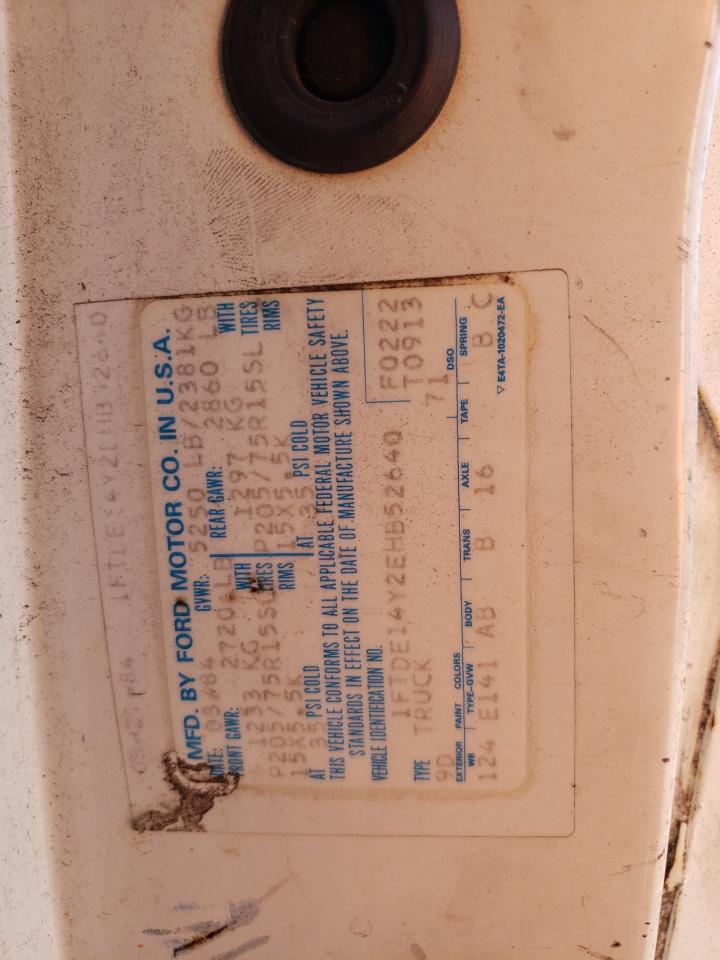 MFD. BY FORD MOTOR CO. IN U.S.A.
DATE: 03/84 GVWR: 5250 LB/2381KG
FRONT GAWR: 2720 LB REAR GAWR: 2860 LB
1233 KG WITH 1297 KG WITH
P205/75R15SL TIRES P205/75R15SL TIRES
15X5.5K RIMS 15X5.5K RIMS
AT 35 PSI COLD AT 35 PSI COLD
THIS VEHICLE CONFORMS TO ALL APPLICABLE FEDERAL MOTOR VEHICLE SAFETY
STANDARDS IN EFFECT ON THE DATE OF MANUFACTURE SHOWN ABOVE.
VEHICLE IDENTIFICATION NO.
1FTDE14Y2EHB52640 F0222
TYPE TRUCK T0913
9D 71
EXTERIOR PAINT COLORS DSO
WB TYPE-GVW BODY TRANS AXLE TAPE SPRING
124 E141 AB B 16 B C
▽ E4TA-1020472-EA